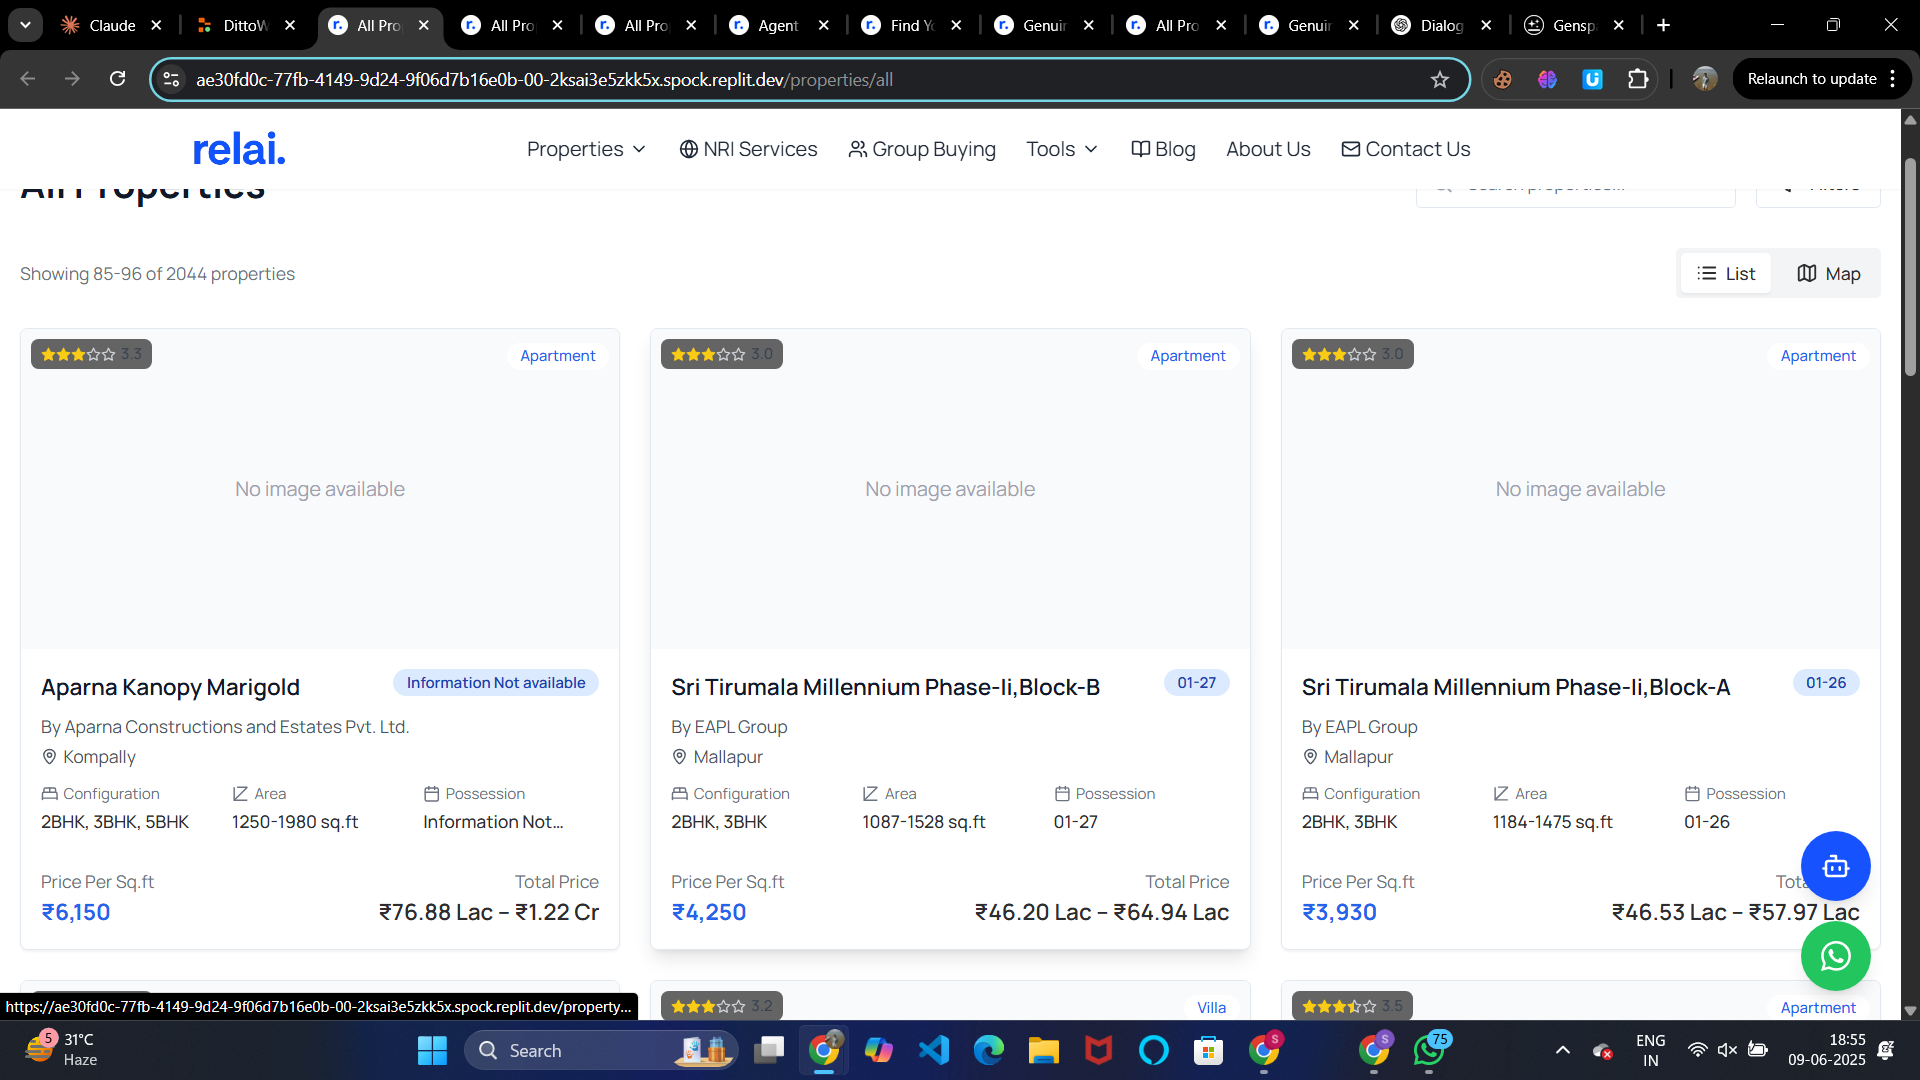 Claude
DittoW
All Pro
All Pro
All Pro
Agent
Find Yo
Genuin
All Pro
Genuin
Dialog
Genspa
ae30fd0c-77fb-4149-9d24-9f06d7b16e0b-00-2ksai3e5zkk5x.spock.replit.dev/properties/all
Relaunch to update
relai.
Properties
NRI Services
Group Buying
Tools
Blog
About Us
Contact Us
All Properties
Search properties...
Filters
Showing 85-96 of 2044 properties
List
Map
3.3
Apartment
No image available
Aparna Kanopy Marigold
Information Not available
By Aparna Constructions and Estates Pvt. Ltd.
Kompally
Configuration Area Possession
2BHK, 3BHK, 5BHK 1250-1980 sq.ft Information Not...
Price Per Sq.ft Total Price
₹6,150 ₹76.88 Lac – ₹1.22 Cr
3.0
Apartment
No image available
Sri Tirumala Millennium Phase-Ii,Block-B
01-27
By EAPL Group
Mallapur
Configuration Area Possession
2BHK, 3BHK 1087-1528 sq.ft 01-27
Price Per Sq.ft Total Price
₹4,250 ₹46.20 Lac – ₹64.94 Lac
3.0
Apartment
No image available
Sri Tirumala Millennium Phase-Ii,Block-A
01-26
By EAPL Group
Mallapur
Configuration Area Possession
2BHK, 3BHK 1184-1475 sq.ft 01-26
Price Per Sq.ft Tota
₹3,930 ₹46.53 Lac – ₹57.97 Lac
3.2
Villa
3.5
Apartment
https://ae30fd0c-77fb-4149-9d24-9f06d7b16e0b-00-2ksai3e5zkk5x.spock.replit.dev/property...
5
31°C
Haze
Search
S
S
75
ENG
IN
18:55
09-06-2025